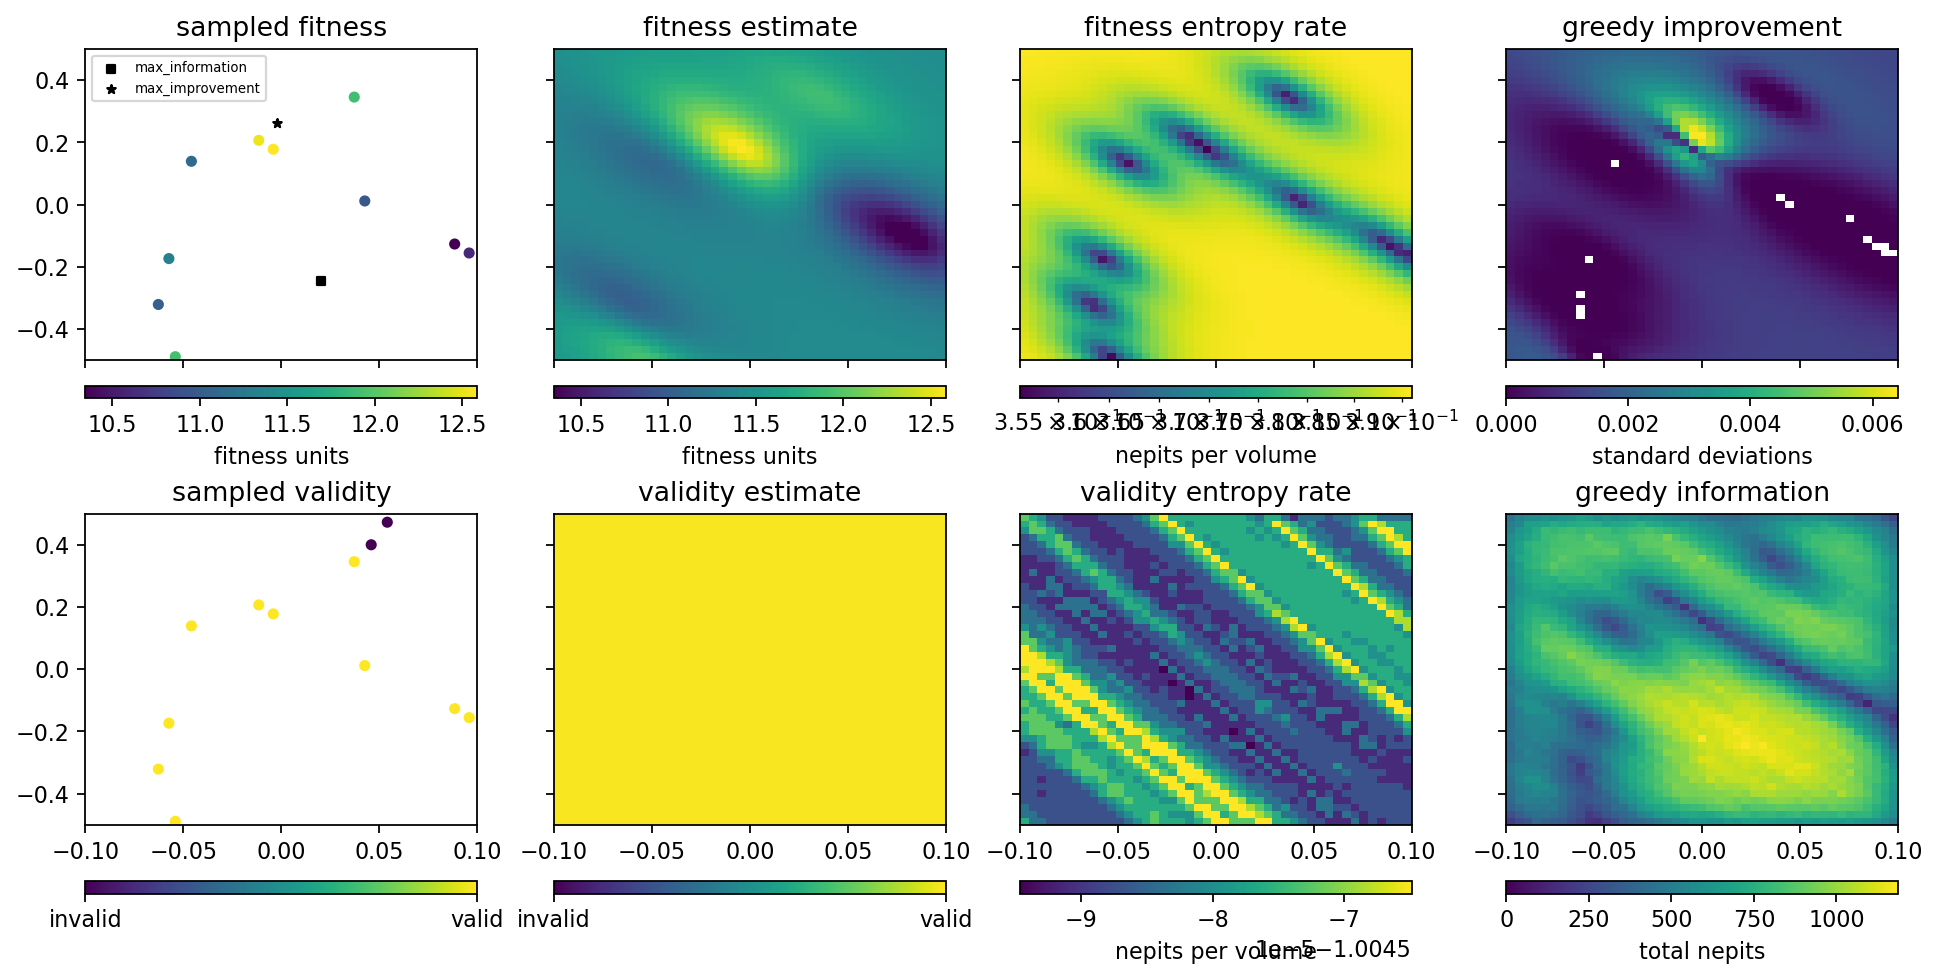 sampled fitness
fitness estimate
fitness entropy rate
greedy improvement
max_information
max_improvement
0.4
0.2
0.0
−0.2
−0.4
10.5 11.0 11.5 12.0 12.5
fitness units
10.5 11.0 11.5 12.0 12.5
fitness units
nepits per volume
0.000 0.002 0.004 0.006
standard deviations
sampled validity
validity estimate
validity entropy rate
greedy information
0.4
0.2
0.0
−0.2
−0.4
−0.10 −0.05 0.00 0.05 0.10
−0.10 −0.05 0.00 0.05 0.10
−0.10 −0.05 0.00 0.05 0.10
−0.10 −0.05 0.00 0.05 0.10
invalid valid
invalid valid
−9 −8 −7
1e−5−1.0045
nepits per volume
0 250 500 750 1000
total nepits